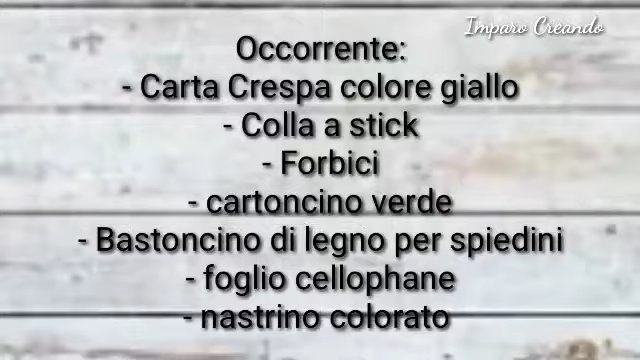 Imparo Creando
Occorrente:
- Carta Crespa colore giallo
- Colla a stick
- Forbici
- cartoncino verde
- Bastoncino di legno per spiedini
- foglio cellophane
- nastrino colorato